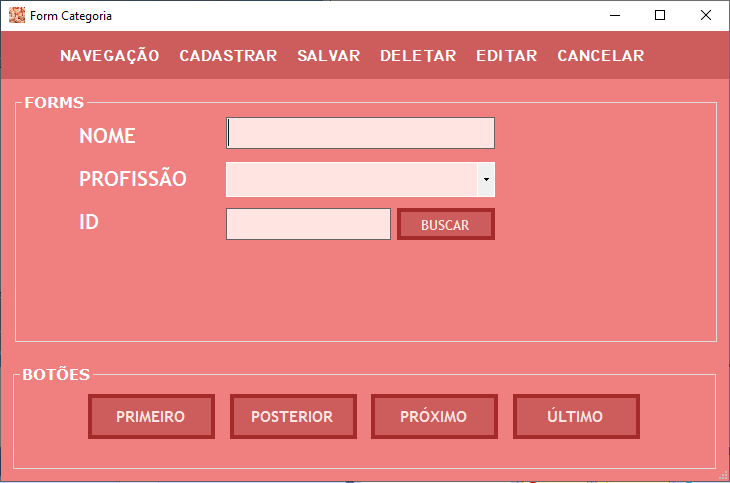 Form Categoria
NAVEGAÇÃO CADASTRAR SALVAR DELETAR EDITAR CANCELAR
FORMS
NOME
PROFISSÃO
ID BUSCAR
BOTÕES
PRIMEIRO POSTERIOR PRÓXIMO ÚLTIMO